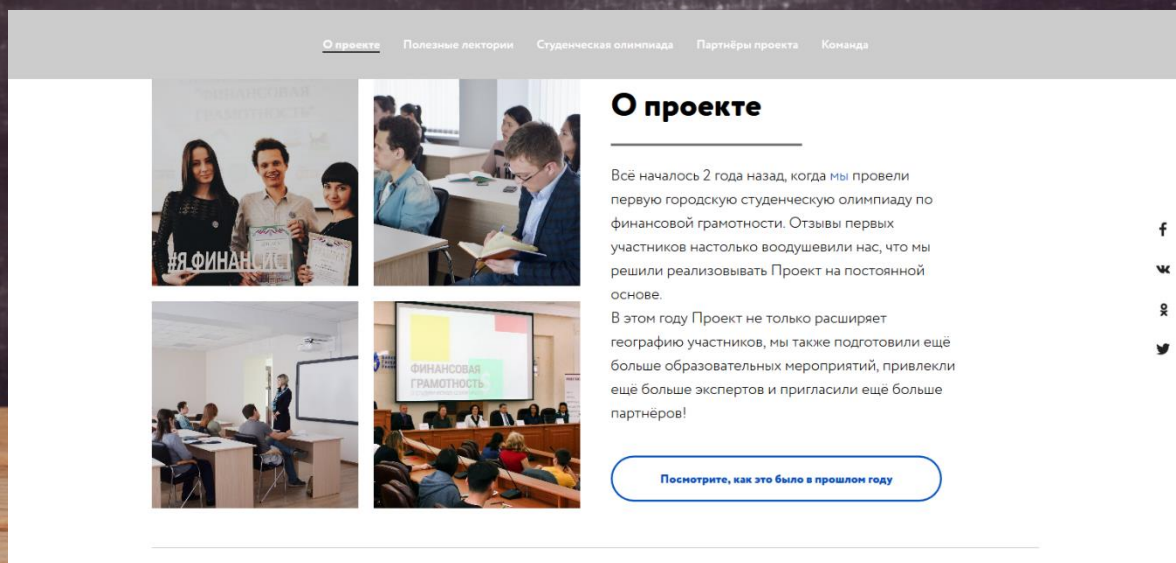 О проекте
Полезные лектории
Студенческая олимпиада
Партнёры проекта
Команда
"ФИНАНСОВАЯ
ГРАМОТНОСТЬ"
#Я ФИНАНСИСТ
ФИНАНСОВАЯ
ГРАМОТНОСТЬ
О проекте
Всё началось 2 года назад, когда мы провели
первую городскую студенческую олимпиаду по
финансовой грамотности. Отзывы первых
участников настолько воодушевили нас, что мы
решили реализовывать Проект на постоянной
основе.
В этом году Проект не только расширяет
географию участников, мы также подготовили ещё
больше образовательных мероприятий, привлекли
ещё больше экспертов и пригласили ещё больше
партнёров!
Посмотрите, как это было в прошлом году